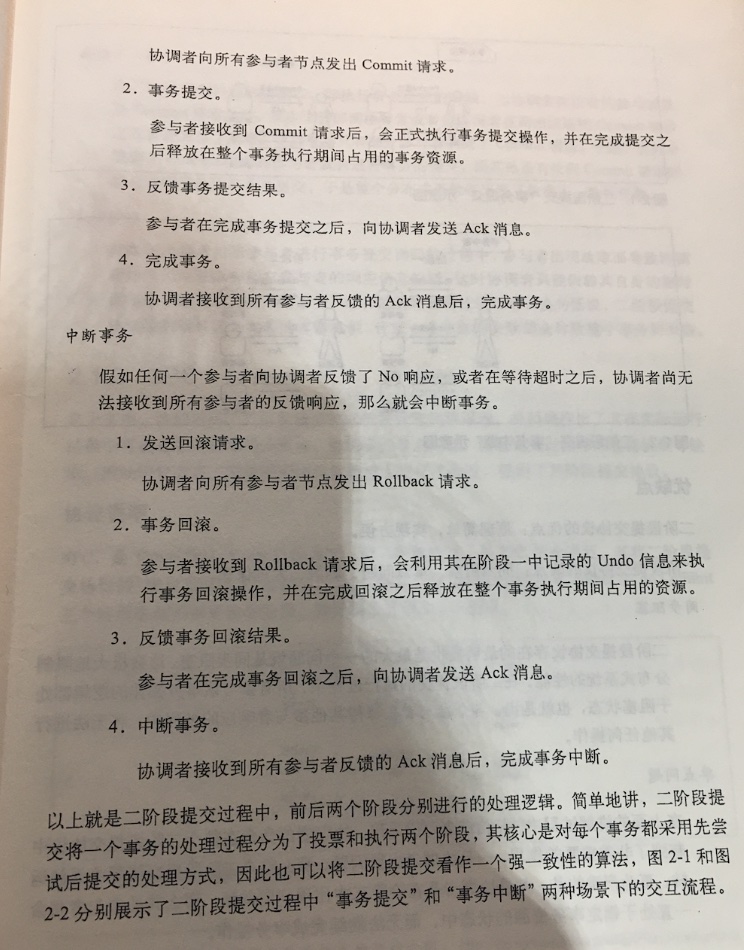 协调者向所有参与者节点发出 Commit 请求。
2. 事务提交。
参与者接收到 Commit 请求后，会正式执行事务提交操作，并在完成提交之
后释放在整个事务执行期间占用的事务资源。
3. 反馈事务提交结果。
参与者在完成事务提交之后，向协调者发送 Ack 消息。
4. 完成事务。
协调者接收到所有参与者反馈的 Ack 消息后，完成事务。
中断事务
假如任何一个参与者向协调者反馈了 No 响应，或者在等待超时之后，协调者尚无
法接收到所有参与者的反馈响应，那么就会中断事务。
1. 发送回滚请求。
协调者向所有参与者节点发出 Rollback 请求。
2. 事务回滚。
参与者接收到 Rollback 请求后，会利用其在阶段一中记录的 Undo 信息来执
行事务回滚操作，并在完成回滚之后释放在整个事务执行期间占用的资源。
3. 反馈事务回滚结果。
参与者在完成事务回滚之后，向协调者发送 Ack 消息。
4. 中断事务。
协调者接收到所有参与者反馈的 Ack 消息后，完成事务中断。
以上就是二阶段提交过程中，前后两个阶段分别进行的处理逻辑。简单地讲，二阶段提
交将一个事务的处理过程分为了投票和执行两个阶段，其核心是对每个事务都采用先尝
试后提交的处理方式，因此也可以将二阶段提交看作一个强一致性的算法，图 2-1 和图
2-2 分别展示了二阶段提交过程中“事务提交”和“事务中断”两种场景下的交互流程。